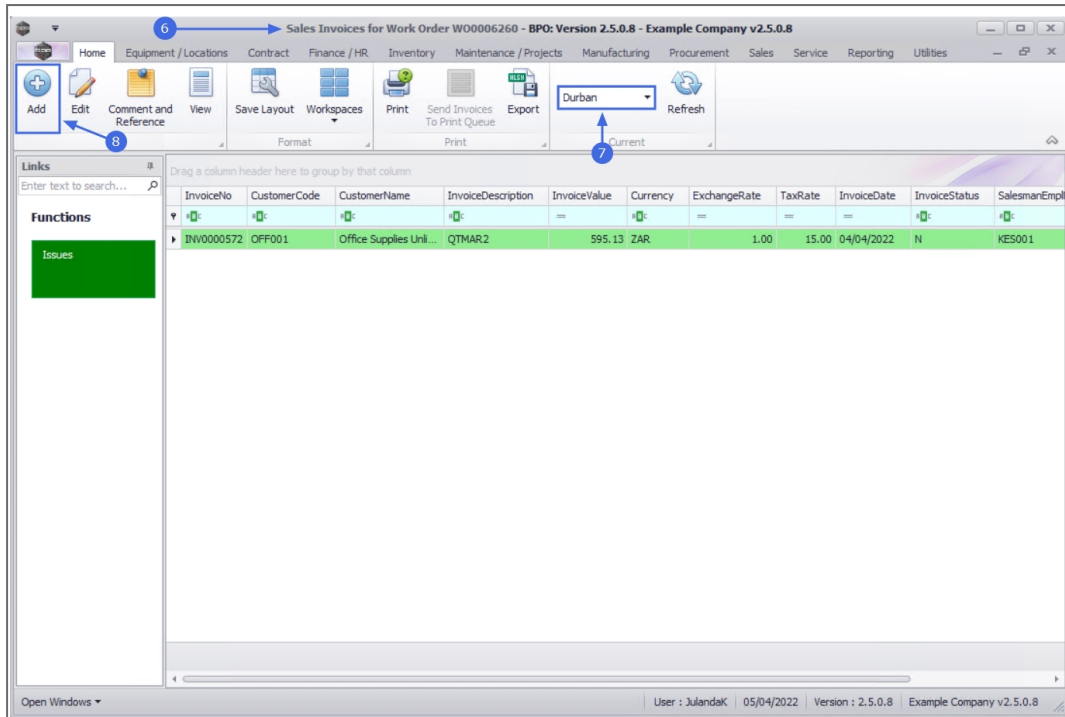 6
Sales Invoices for Work Order WO0006260 - BPO: Version 2.5.0.8 - Example Company v2.5.0.8
Home Equipment / Locations Contract Finance / HR Inventory Maintenance / Projects Manufacturing Procurement Sales Service Reporting Utilities
Add Edit Comment and Reference View Save Layout Workspaces Print Send Invoices To Print Queue Export Durban Refresh
8
Format Print Current
7
Links
Drag a column header here to group by that column
Enter text to search...
InvoiceNo CustomerCode CustomerName InvoiceDescription InvoiceValue Currency ExchangeRate TaxRate InvoiceDate InvoiceStatus SalesmanEmpl
Functions
= = = =
INV0000572 OFF001 Office Supplies Unli... QTMAR2 595.13 ZAR 1.00 15.00 04/04/2022 N KES001
Issues
Open Windows
User : JulandaK 05/04/2022 Version : 2.5.0.8 Example Company v2.5.0.8